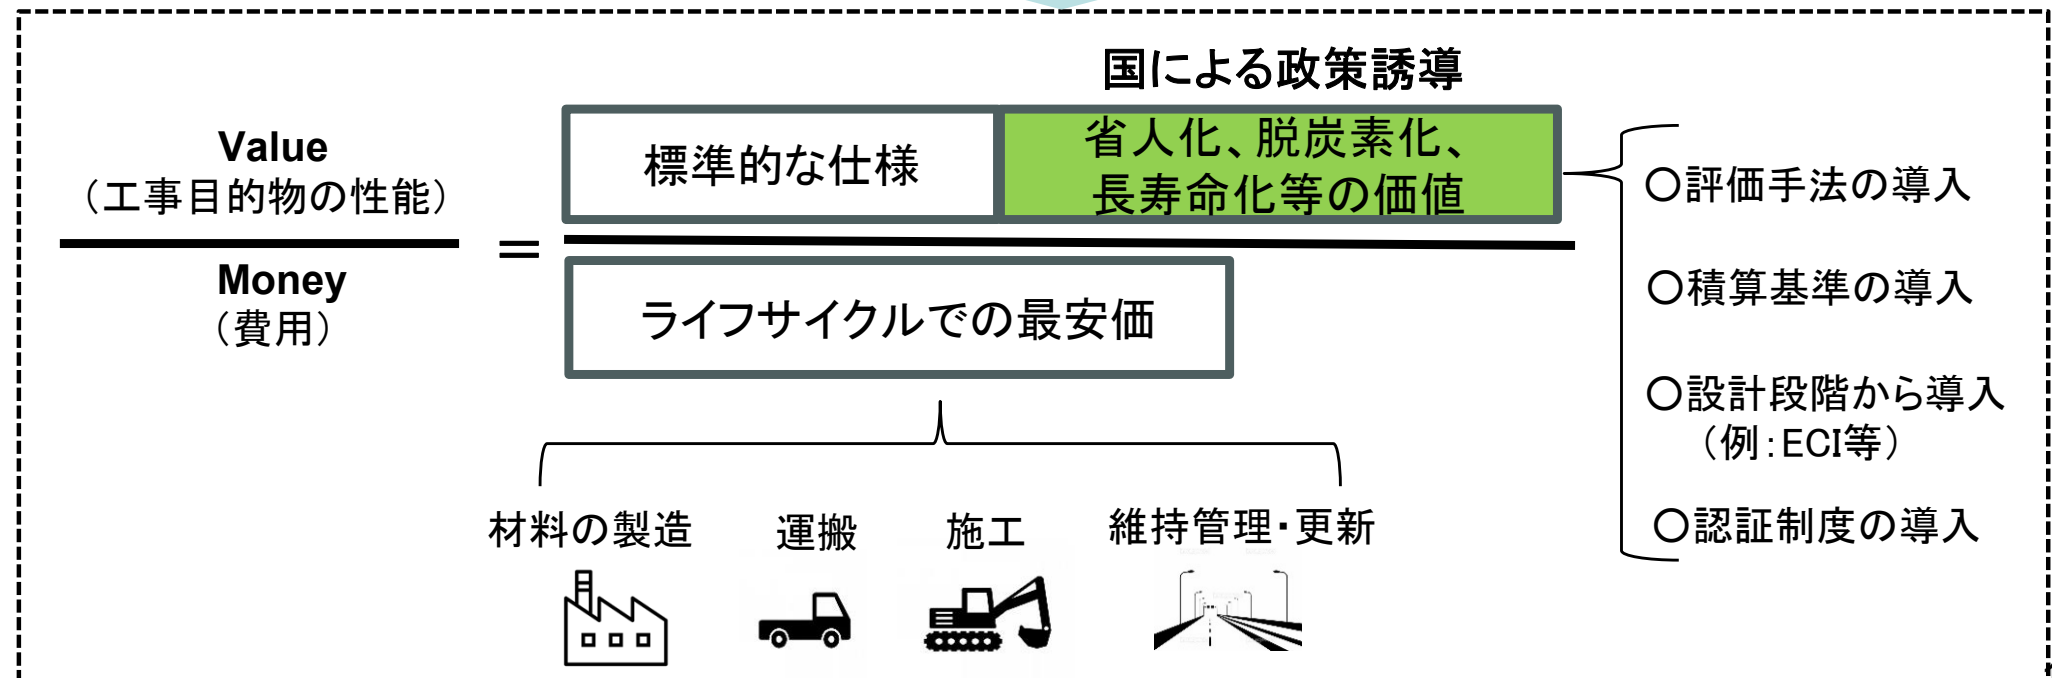 国による政策誘導
Value
（工事目的物の性能）
Money
（費用）
＝
標準的な仕様
省人化、脱炭素化、
長寿命化等の価値
ライフサイクルでの最安価
材料の製造
運搬
施工
維持管理・更新
○評価手法の導入
○積算基準の導入
○設計段階から導入
（例：ECI等）
○認証制度の導入